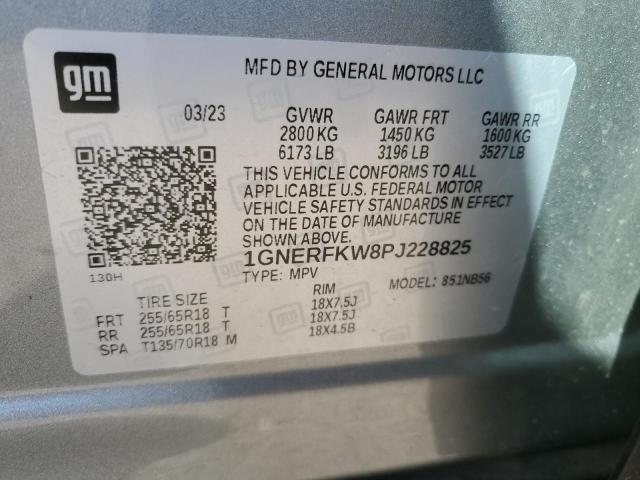 gm
MFD BY GENERAL MOTORS LLC
03/23 GVWR GAWR FRT GAWR RR
2800 KG 1450 KG 1600 KG
6173 LB 3196 LB 3527 LB
THIS VEHICLE CONFORMS TO ALL
APPLICABLE U.S. FEDERAL MOTOR
VEHICLE SAFETY STANDARDS IN EFFECT
ON THE DATE OF MANUFACTURE
SHOWN ABOVE.
1GNERFKW8PJ228825
130H TYPE: MPV MODEL: 851NB56
TIRE SIZE RIM
FRT 255/65R18 T 18X7.5J
RR 255/65R18 T 18X7.5J
SPA T135/70R18 M 18X4.5B